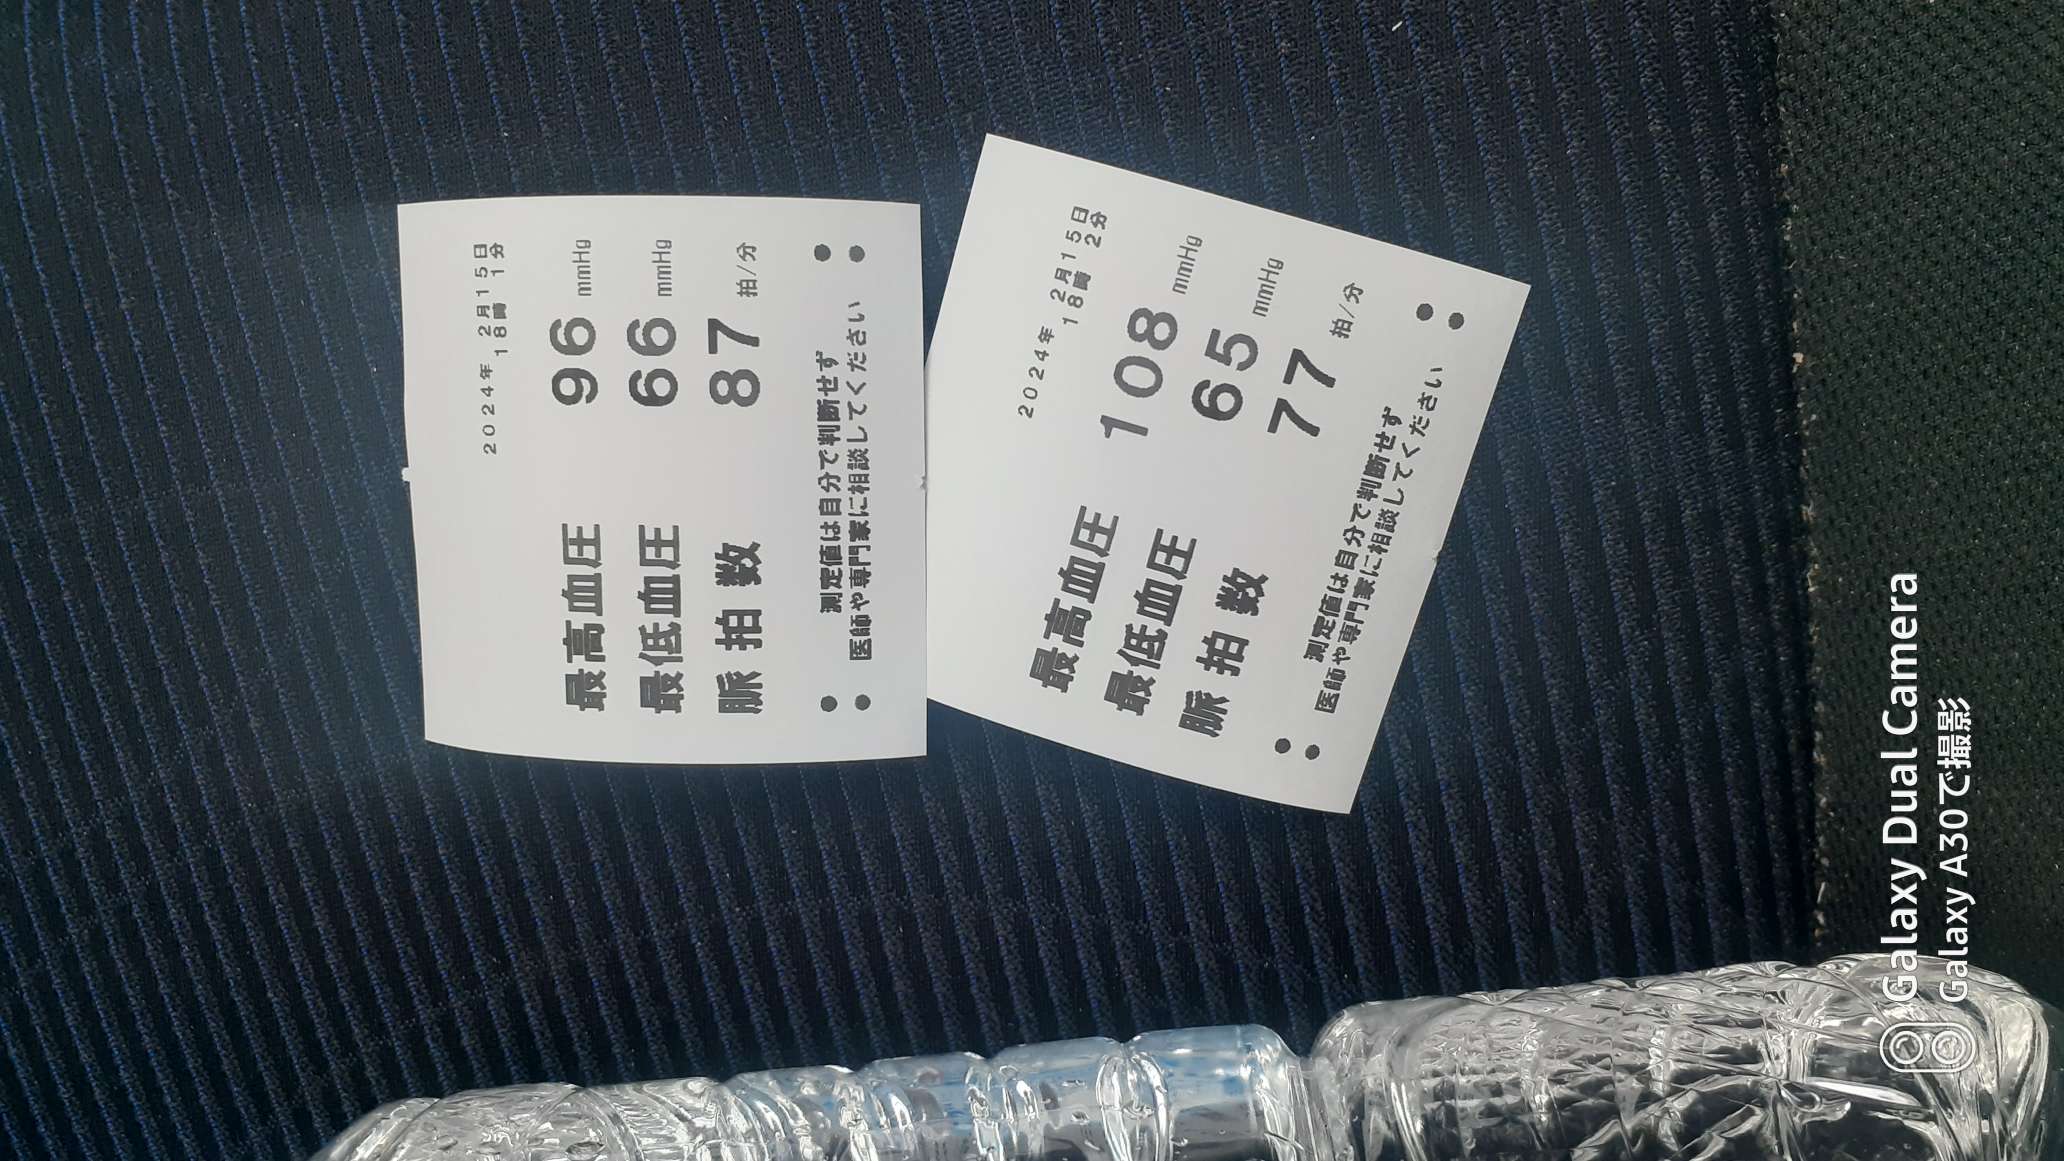 2024年 2月15日
18時 1分
最高血圧 96 mmHg
最低血圧 66 mmHg
脈拍数 87 拍/分
● 測定値は自分で判断せず ●
● 医師や専門家に相談してください ●
2024年 2月15日
18時 2分
最高血圧 108 mmHg
最低血圧 65 mmHg
脈拍数 77 拍/分
● 測定値は自分で判断せず ●
● 医師や専門家に相談してください ●
Galaxy Dual Camera
Galaxy A30で撮影